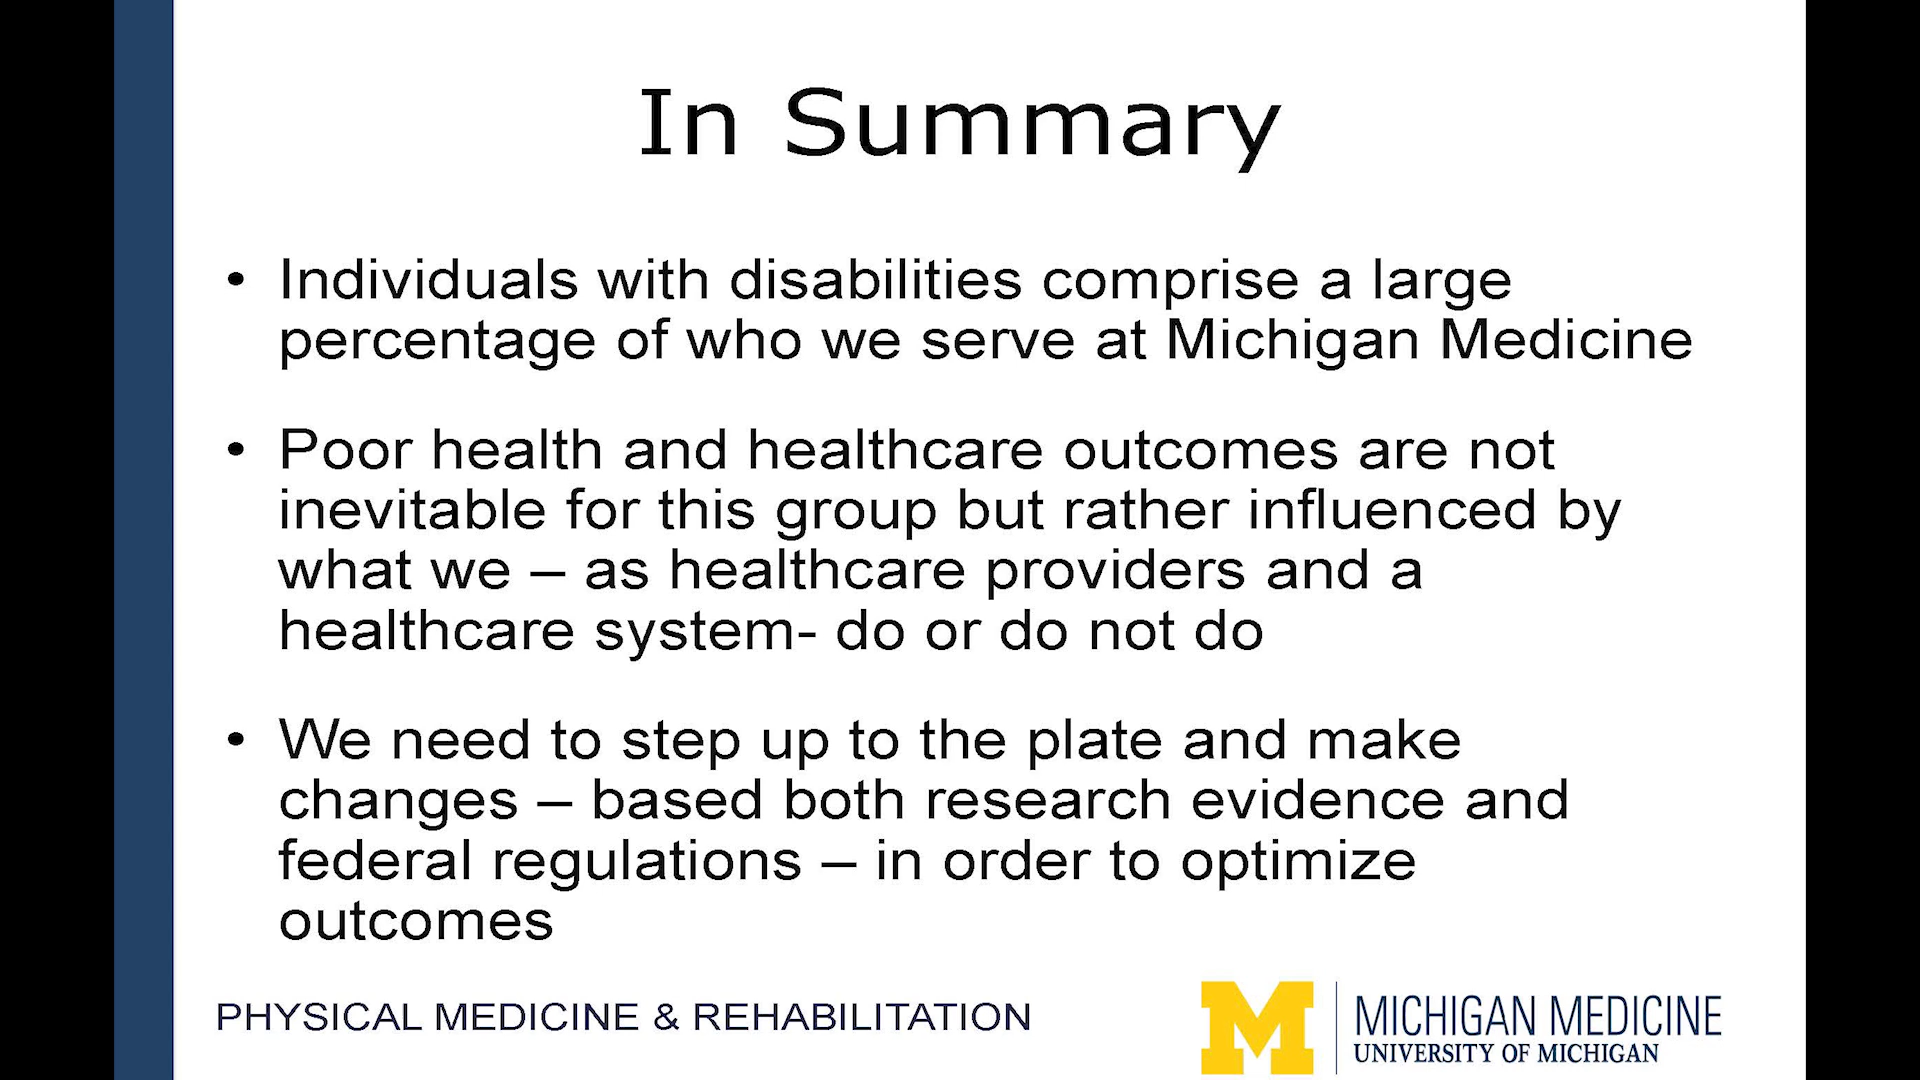 In Summary
• Individuals with disabilities comprise a large
percentage of who we serve at Michigan Medicine
• Poor health and healthcare outcomes are not
inevitable for this group but rather influenced by
what we – as healthcare providers and a
healthcare system- do or do not do
• We need to step up to the plate and make
changes – based both research evidence and
federal regulations – in order to optimize
outcomes
PHYSICAL MEDICINE & REHABILITATION
M
MICHIGAN MEDICINE
UNIVERSITY OF MICHIGAN